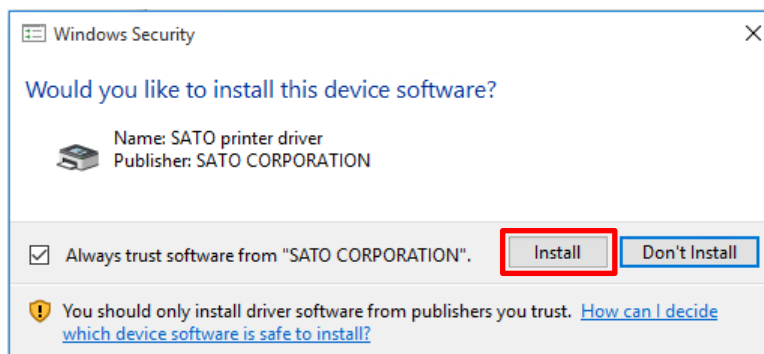 Windows Security
Would you like to install this device software?
Name: SATO printer driver
Publisher: SATO CORPORATION
Always trust software from "SATO CORPORATION".
Install
Don't Install
You should only install driver software from publishers you trust. How can I decide
which device software is safe to install?